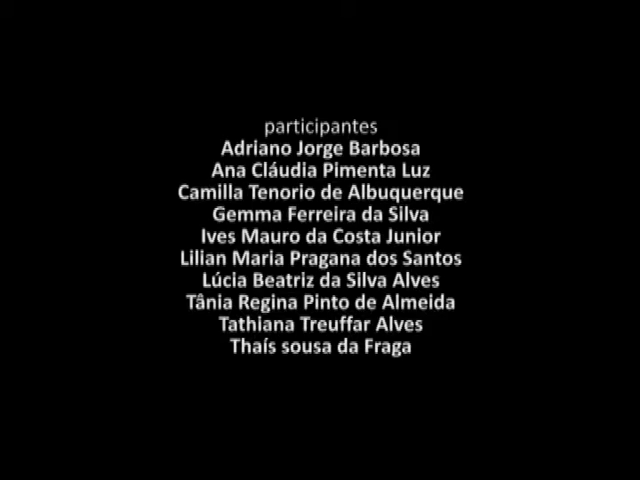 participantes
Adriano Jorge Barbosa
Ana Cláudia Pimenta Luz
Camilla Tenorio de Albuquerque
Gemma Ferreira da Silva
Ives Mauro da Costa Junior
Lilian Maria Pragana dos Santos
Lúcia Beatriz da Silva Alves
Tânia Regina Pinto de Almeida
Tathiana Treuffar Alves
Thaís sousa da Fraga